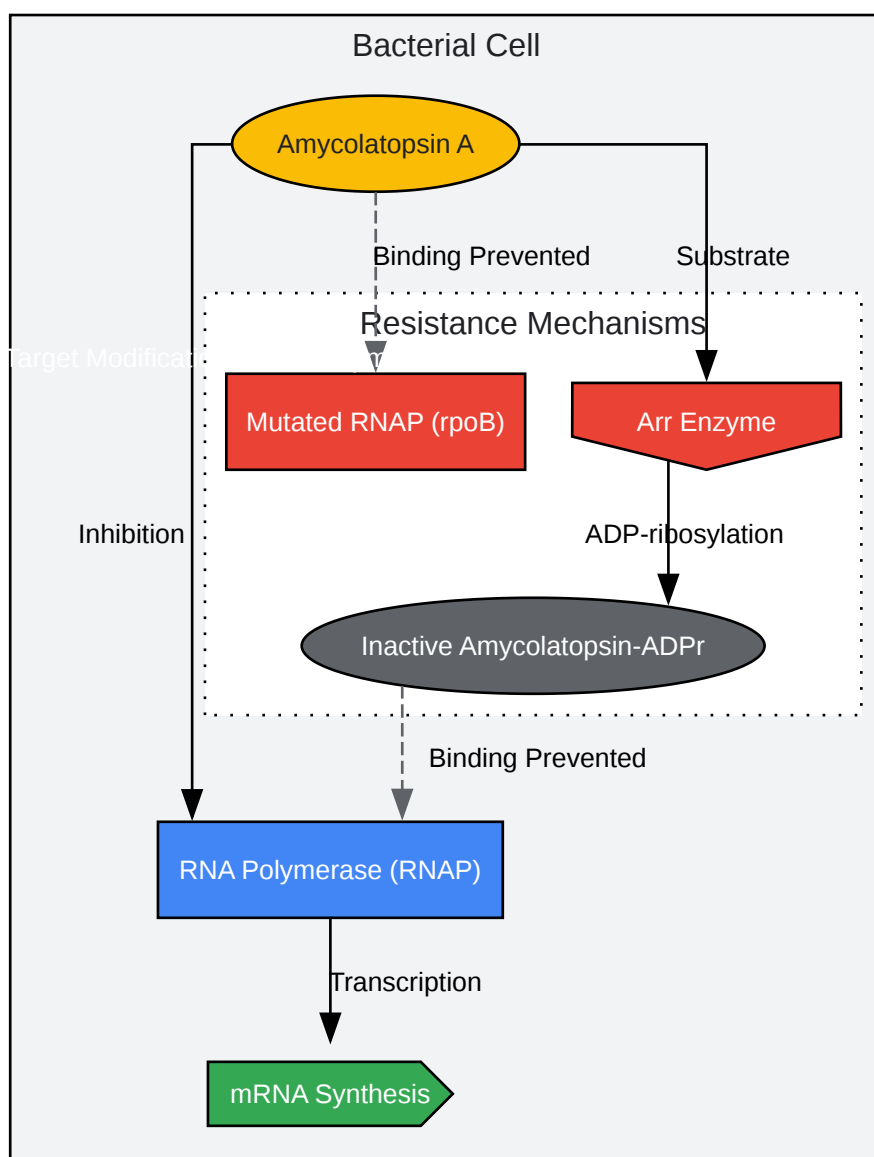 Bacterial Cell
Amycolatopsin A
Binding Prevented
Substrate
Resistance Mechanisms
Target
Mutated RNAP (rpoB)
Arr Enzyme
Inhibition
ADP-ribosylation
Inactive Amycolatopsin-ADPr
Binding Prevented
RNA Polymerase (RNAP)
Transcription
mRNA Synthesis